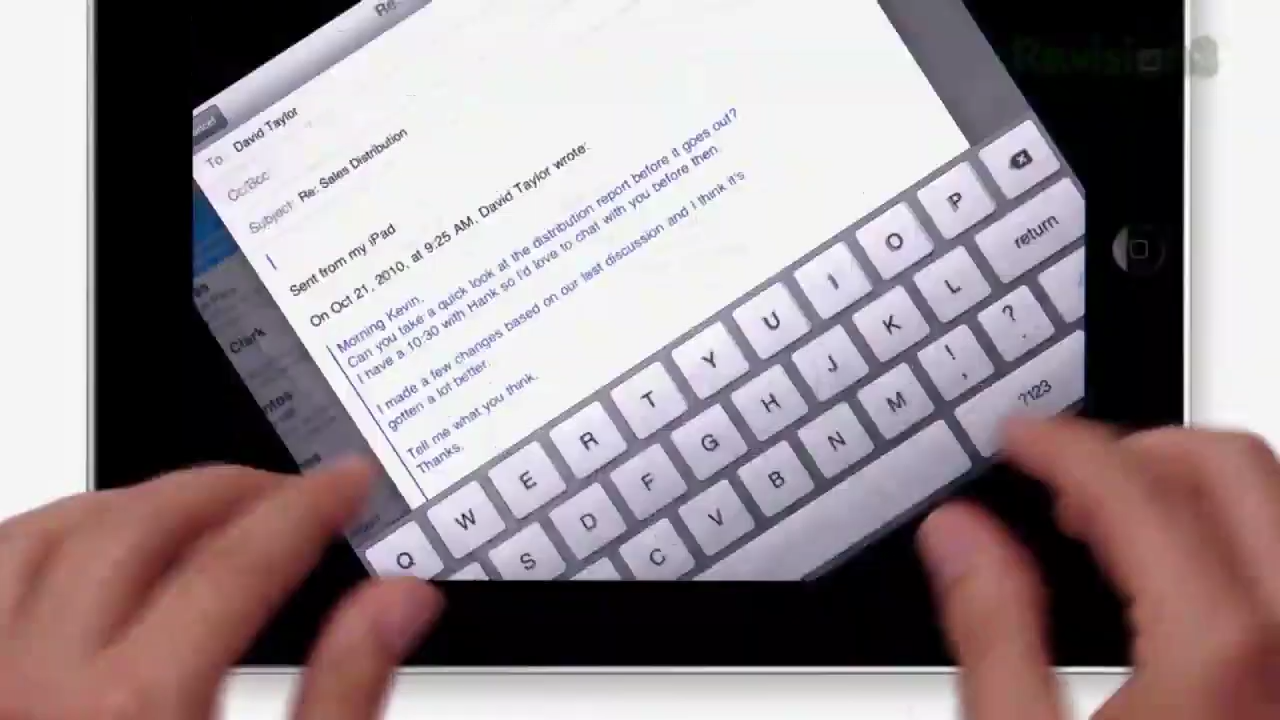 Re:
To David Taylor
Cc/Bcc
Subject: Re: Sales Distribution
Sent from my iPad
On Oct 21, 2010, at 9:25 AM, David Taylor wrote:
Morning Kevin,
Can you take a quick look at the distribution report before it goes out?
I have a 10:30 with Hank so I'd love to chat with you before then.
I made a few changes based on our last discussion and I think it's
gotten a lot better.
Tell me what you think.
Thanks.
Clark
Q W E R T Y U I O P
S D F G H J K L return
C V B N M ! , ? .
.?123